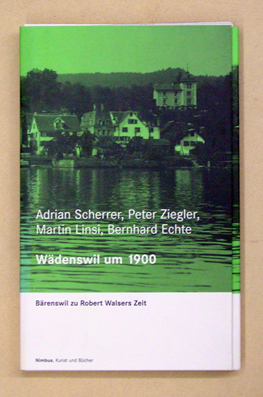 Adrian Scherrer, Peter Ziegler,
Martin Linsi, Bernhard Echte
Wädenswil um 1900
Bärenswil zu Robert Walsers Zeit
Nimbus. Kunst und Bücher